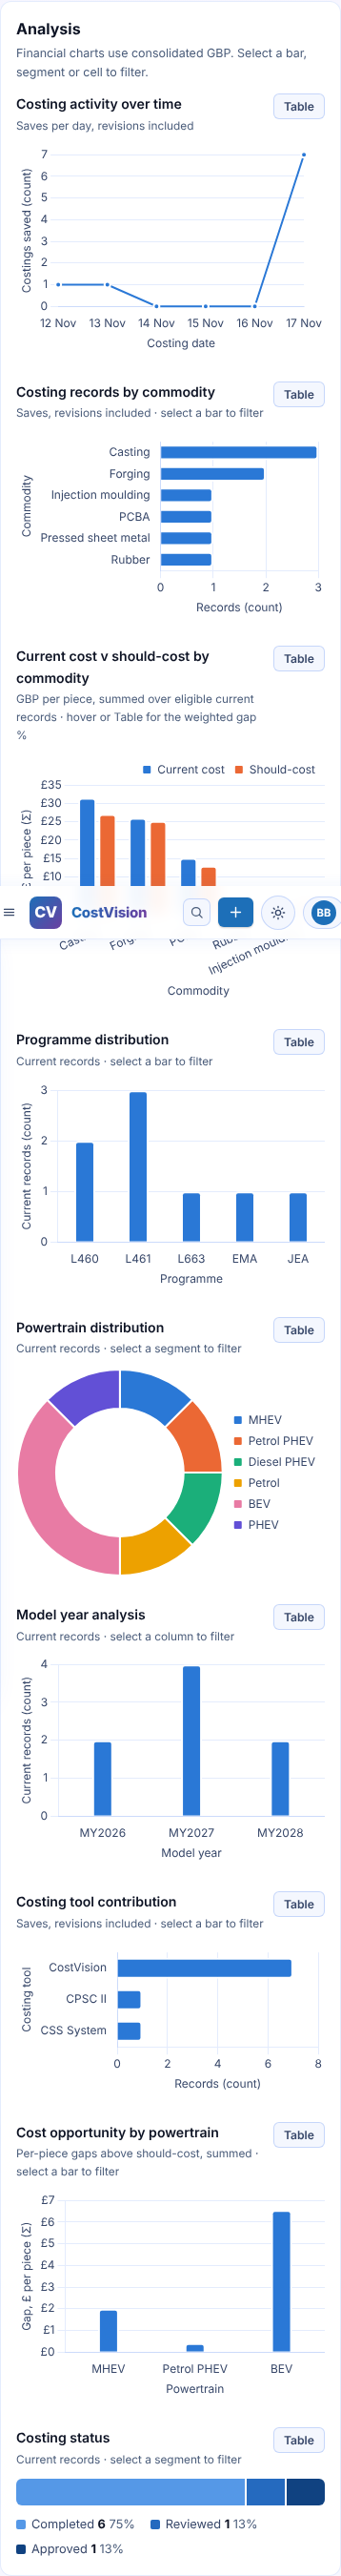 Analysis
Financial charts use consolidated GBP. Select a bar,
segment or cell to filter.
Costing activity over time
Table
Saves per day, revisions included
Costings saved (count)
7
6
5
4
3
2
1
0
12 Nov 13 Nov 14 Nov 15 Nov 16 Nov 17 Nov
Costing date
Costing records by commodity
Table
Saves, revisions included · select a bar to filter
Commodity
Casting
Forging
Injection moulding
PCBA
Pressed sheet metal
Rubber
0 1 2 3
Records (count)
Current cost v should-cost by
commodity
Table
GBP per piece, summed over eligible current
records · hover or Table for the weighted gap
%
Current cost Should-cost
£ per piece (Σ)
£35
£30
£25
£20
£15
£10
CV CostVision + BB
Injection
Commodity
Programme distribution
Table
Current records · select a bar to filter
Current records (count)
3
2
1
0
L460 L461 L663 EMA JEA
Programme
Powertrain distribution
Table
Current records · select a segment to filter
MHEV
Petrol PHEV
Diesel PHEV
Petrol
BEV
PHEV
Model year analysis
Table
Current records · select a column to filter
Current records (count)
4
3
2
1
0
MY2026 MY2027 MY2028
Model year
Costing tool contribution
Table
Saves, revisions included · select a bar to filter
Costing tool
CostVision
CPSC II
CSS System
0 2 4 6 8
Records (count)
Cost opportunity by powertrain
Table
Per-piece gaps above should-cost, summed ·
select a bar to filter
Gap, £ per piece (Σ)
£7
£6
£5
£4
£3
£2
£1
£0
MHEV Petrol PHEV BEV
Powertrain
Costing status
Table
Current records · select a segment to filter
Completed 6 75% Reviewed 1 13%
Approved 1 13%